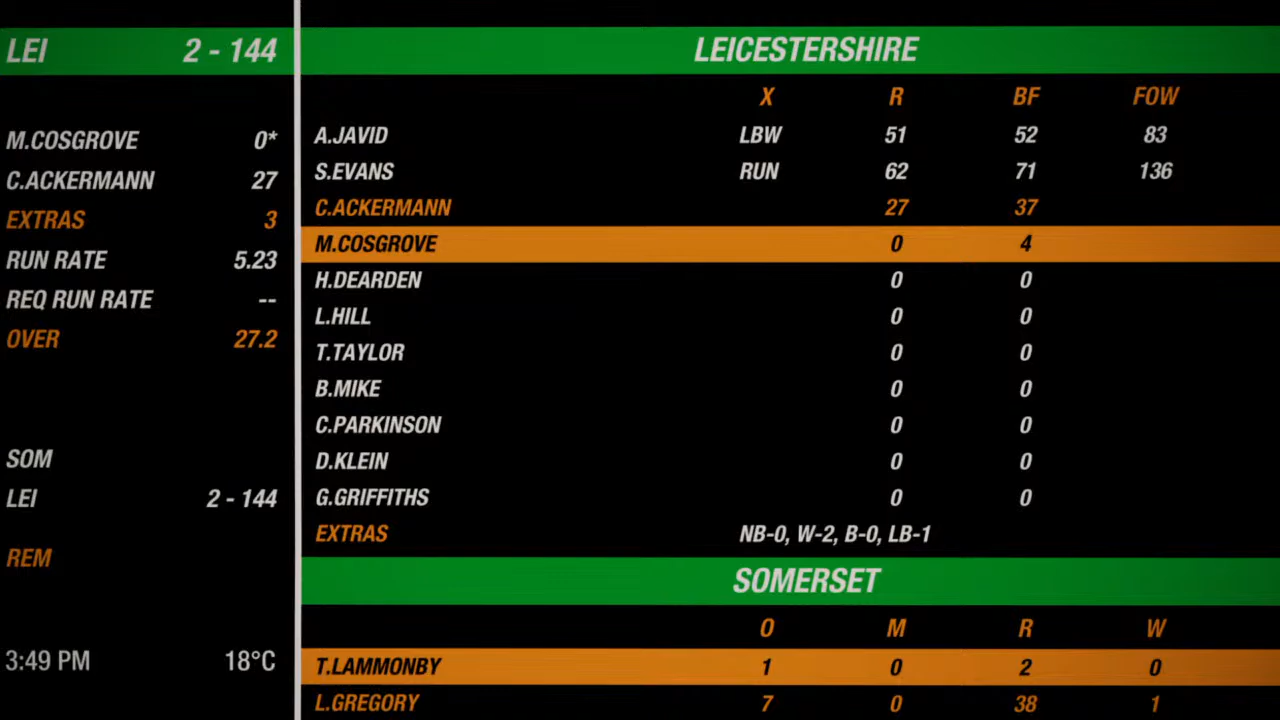 LEI 2 - 144
M.COSGROVE 0*
C.ACKERMANN 27
EXTRAS 3
RUN RATE 5.23
REQ RUN RATE --
OVER 27.2
SOM
LEI 2 - 144
REM
3:49 PM 18°C
LEICESTERSHIRE
X R BF FOW
A.JAVID LBW 51 52 83
S.EVANS RUN 62 71 136
C.ACKERMANN 27 37
M.COSGROVE 0 4
H.DEARDEN 0 0
L.HILL 0 0
T.TAYLOR 0 0
B.MIKE 0 0
C.PARKINSON 0 0
D.KLEIN 0 0
G.GRIFFITHS 0 0
EXTRAS NB-0, W-2, B-0, LB-1
SOMERSET
O M R W
T.LAMMONBY 1 0 2 0
L.GREGORY 7 0 38 1